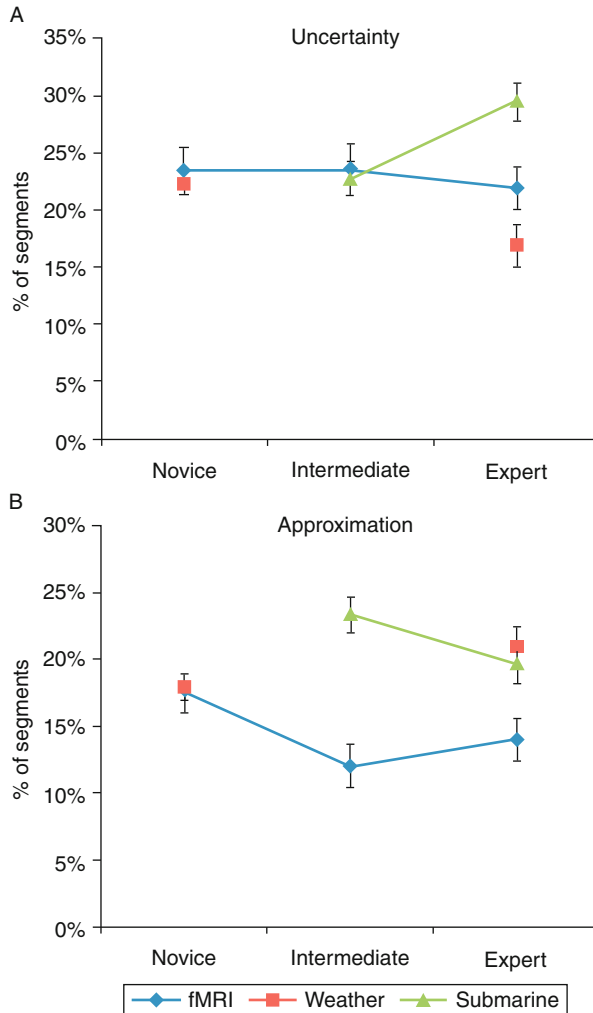 A
Uncertainty
35%
30%
25%
20%
15%
10%
5%
0%
% of segments
Novice Intermediate Expert
B
Approximation
30%
25%
20%
15%
10%
5%
0%
% of segments
Novice Intermediate Expert
fMRI Weather Submarine